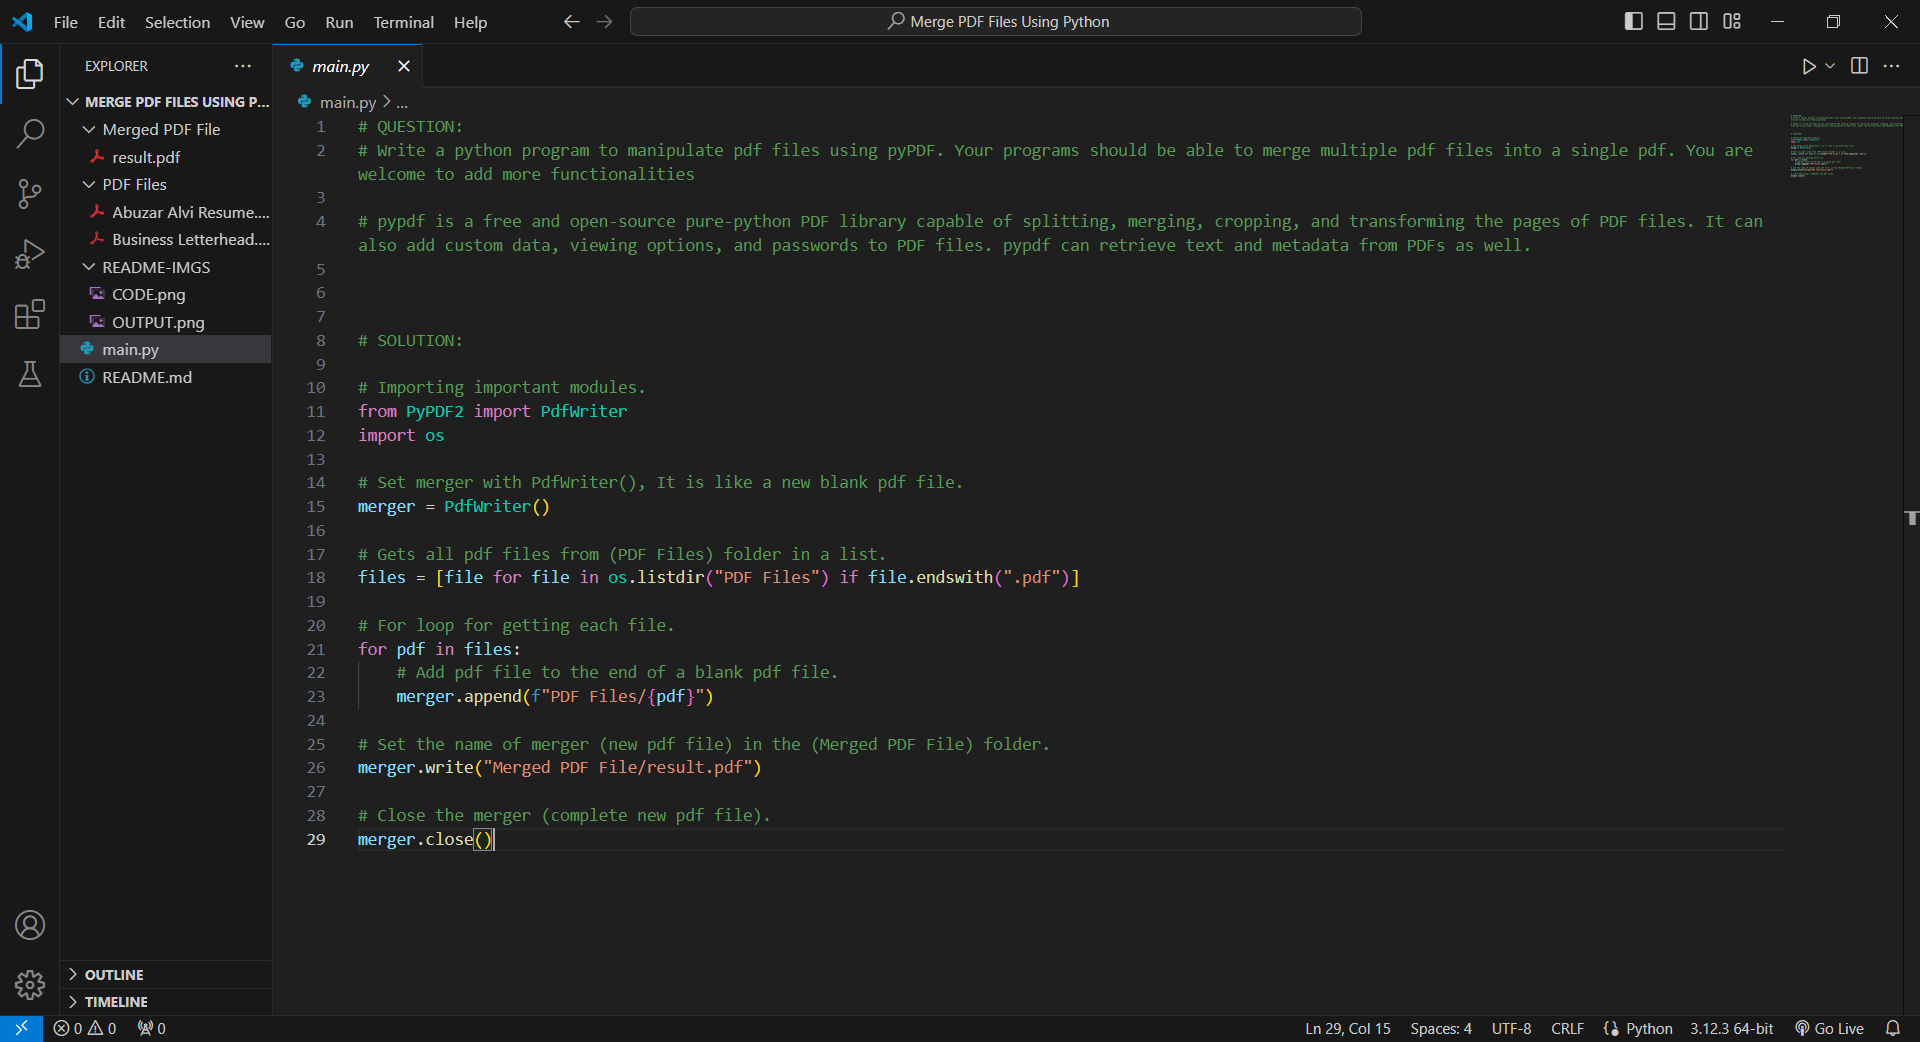 File Edit Selection View Go Run Terminal Help
Merge PDF Files Using Python
EXPLORER
MERGE PDF FILES USING P...
Merged PDF File
result.pdf
PDF Files
Abuzar Alvi Resume....
Business Letterhead....
README-IMGS
CODE.png
OUTPUT.png
main.py
README.md
OUTLINE
TIMELINE
main.py
main.py > ...
1 # QUESTION:
2 # Write a python program to manipulate pdf files using pyPDF. Your programs should be able to merge multiple pdf files into a single pdf. You are
welcome to add more functionalities
3
4 # pypdf is a free and open-source pure-python PDF library capable of splitting, merging, cropping, and transforming the pages of PDF files. It can
also add custom data, viewing options, and passwords to PDF files. pypdf can retrieve text and metadata from PDFs as well.
5
6
7
8 # SOLUTION:
9
10 # Importing important modules.
11 from PyPDF2 import PdfWriter
12 import os
13
14 # Set merger with PdfWriter(), It is like a new blank pdf file.
15 merger = PdfWriter()
16
17 # Gets all pdf files from (PDF Files) folder in a list.
18 files = [file for file in os.listdir("PDF Files") if file.endswith(".pdf")]
19
20 # For loop for getting each file.
21 for pdf in files:
22     # Add pdf file to the end of a blank pdf file.
23     merger.append(f"PDF Files/{pdf}")
24
25 # Set the name of merger (new pdf file) in the (Merged PDF File) folder.
26 merger.write("Merged PDF File/result.pdf")
27
28 # Close the merger (complete new pdf file).
29 merger.close()
0 0 0 Ln 29, Col 15 Spaces: 4 UTF-8 CRLF Python 3.12.3 64-bit Go Live